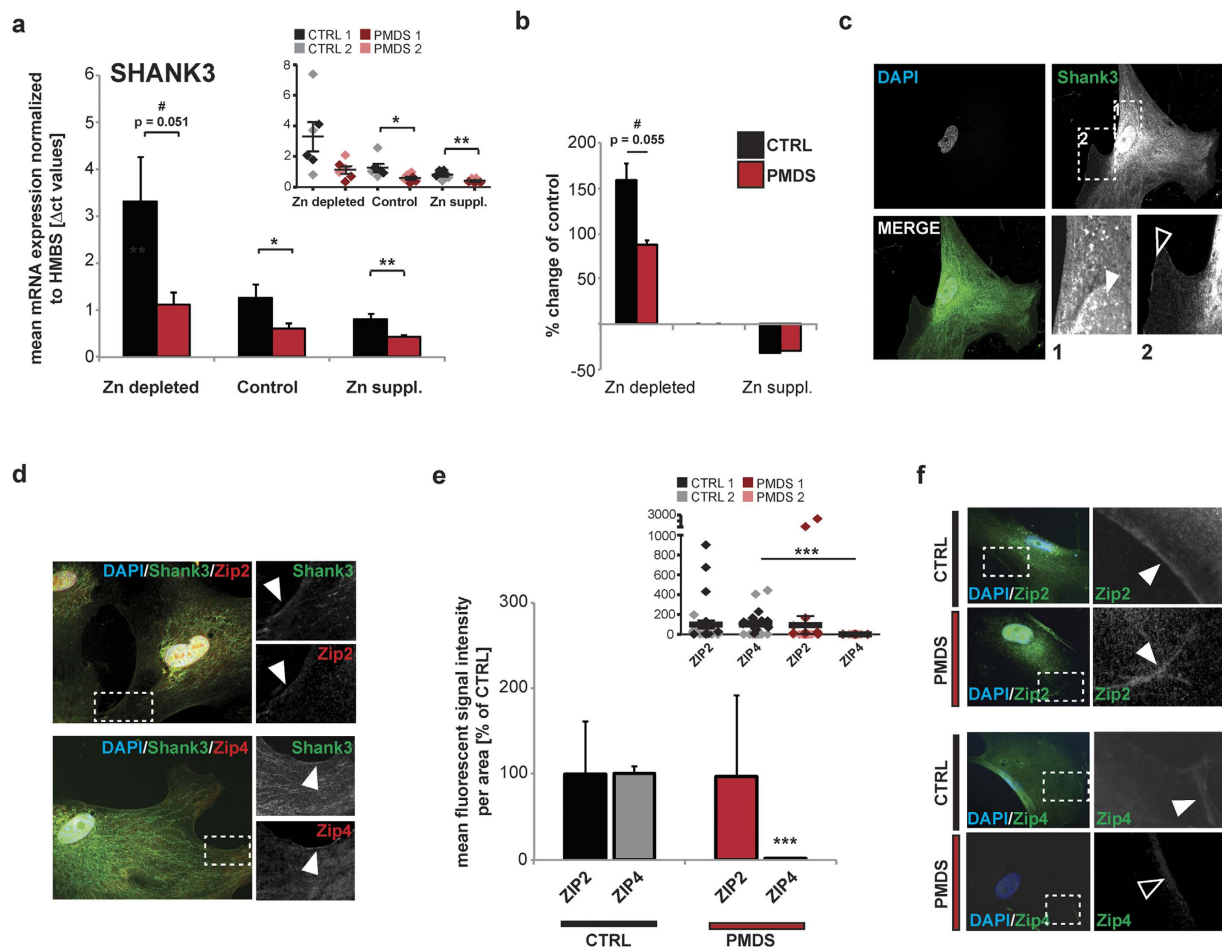 a
SHANK3
mean mRNA expression normalized
to HMBS [Δct values]
6
5
4
3
2
1
0
#
p = 0.051
**
*
**
Zn depleted
Control
Zn suppl.
CTRL 1
PMDS 1
CTRL 2
PMDS 2
8
6
4
2
0
*
**
Zn depleted
Control
Zn suppl.
b
% change of control
200
150
100
50
0
-50
#
p = 0.055
CTRL
PMDS
Zn depleted
Zn suppl.
c
DAPI
Shank3
1
2
MERGE
1
2
d
DAPI/Shank3/Zip2
Shank3
Zip2
DAPI/Shank3/Zip4
Shank3
Zip4
e
mean fluorescent signal intensity
per area [% of CTRL]
300
200
100
0
CTRL 1
PMDS 1
CTRL 2
PMDS 2
3000
1000
800
600
400
200
0
***
ZIP2
ZIP4
ZIP2
ZIP4
***
ZIP2
ZIP4
ZIP2
ZIP4
CTRL
PMDS
f
CTRL
DAPI/Zip2
Zip2
PMDS
DAPI/Zip2
Zip2
CTRL
DAPI/Zip4
Zip4
PMDS
DAPI/Zip4
Zip4